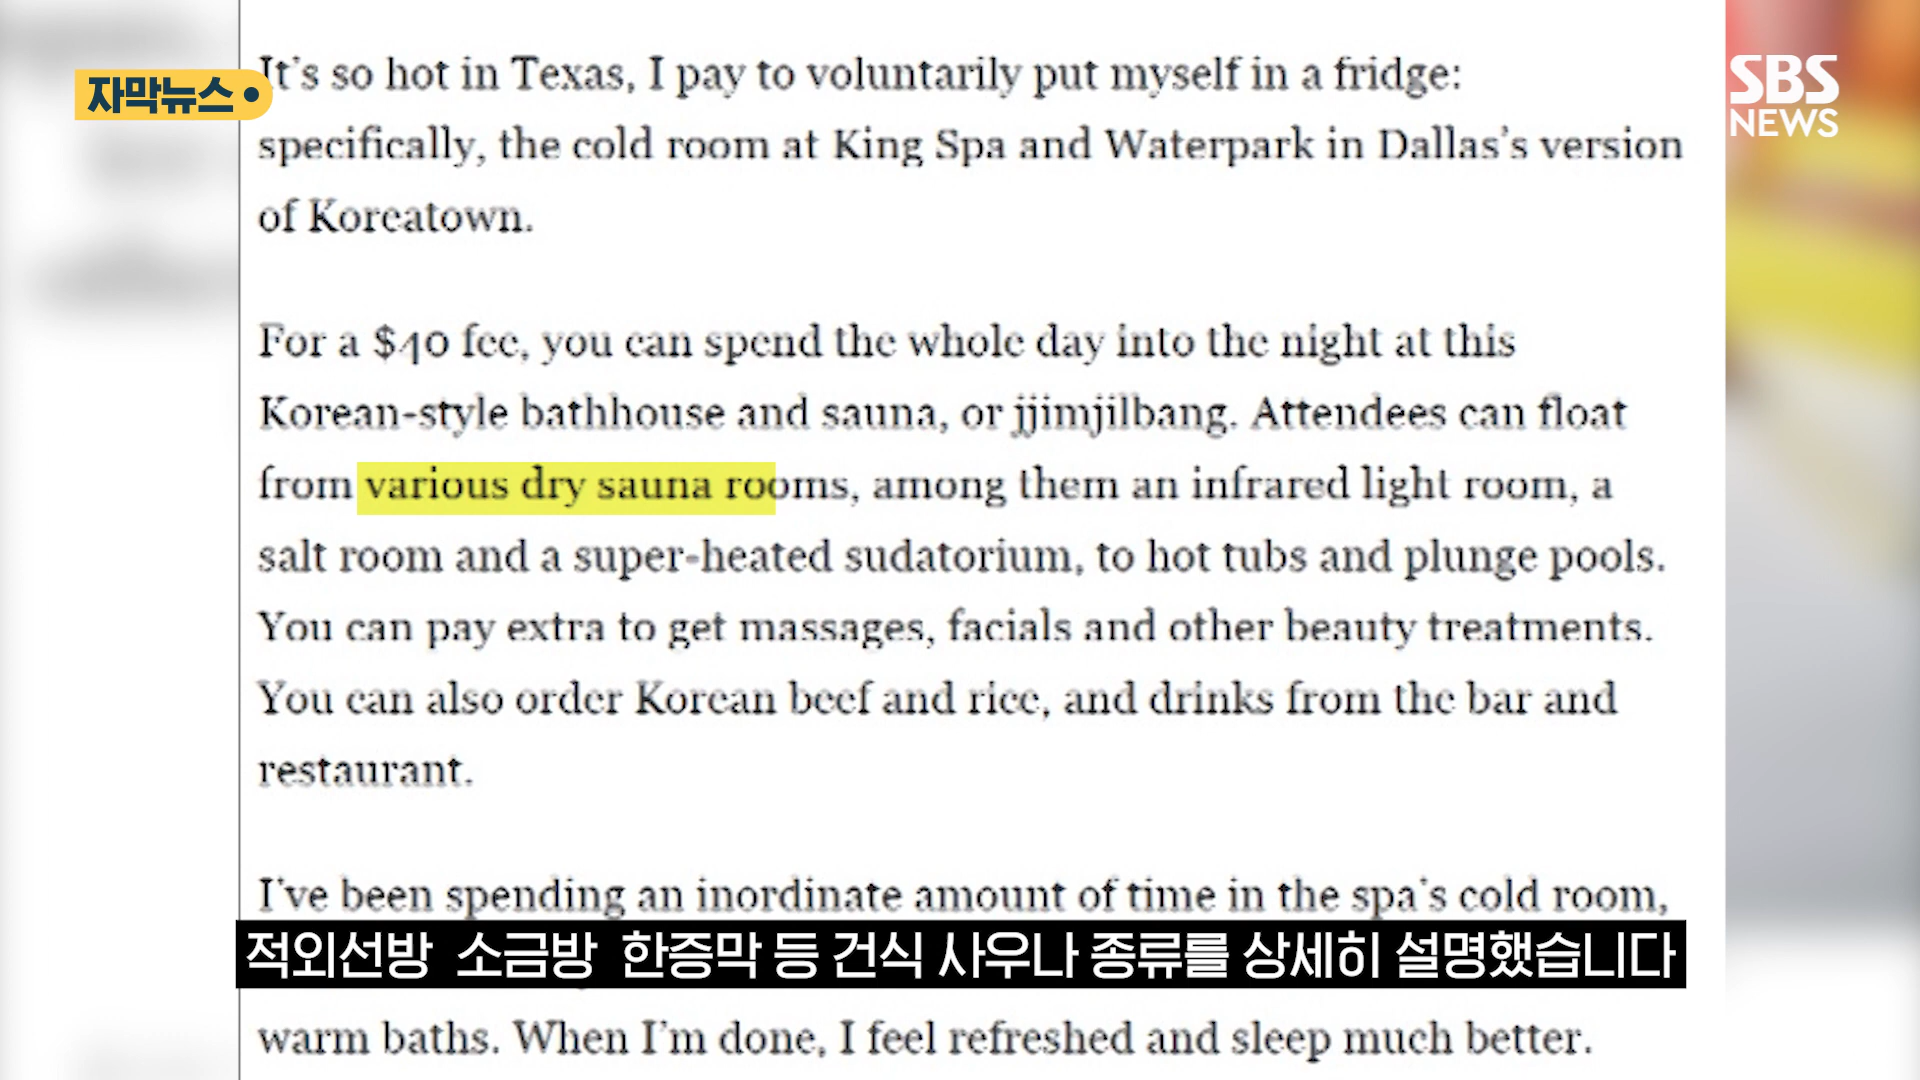 자막뉴스
SBS
NEWS
It's so hot in Texas, I pay to voluntarily put myself in a fridge:
specifically, the cold room at King Spa and Waterpark in Dallas's version
of Koreatown.
For a $40 fee, you can spend the whole day into the night at this
Korean-style bathhouse and sauna, or jjimjilbang. Attendees can float
from various dry sauna rooms, among them an infrared light room, a
salt room and a super-heated sudatorium, to hot tubs and plunge pools.
You can pay extra to get massages, facials and other beauty treatments.
You can also order Korean beef and rice, and drinks from the bar and
restaurant.
I've been spending an inordinate amount of time in the spa's cold room,
적외선방 소금방 한증막 등 건식 사우나 종류를 상세히 설명했습니다
warm baths. When I'm done, I feel refreshed and sleep much better.